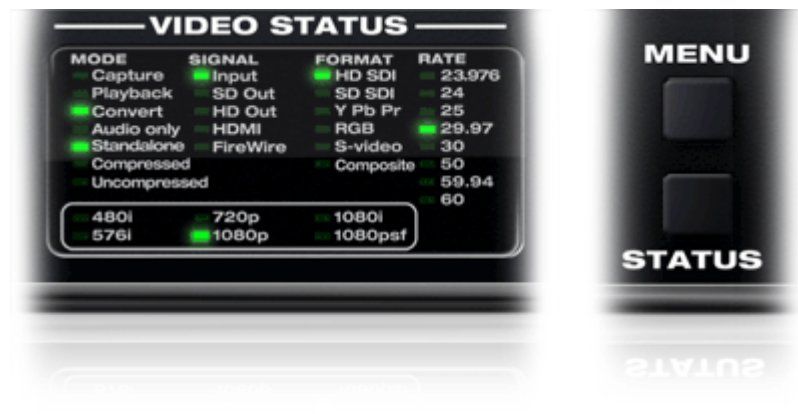 VIDEO STATUS
MODE SIGNAL FORMAT RATE
Capture Input HD SDI 23.976
Playback SD Out SD SDI 24
Convert HD Out Y Pb Pr 25
Audio only HDMI RGB 29.97
Standalone FireWire S-video 30
Compressed Composite 50
Uncompressed 59.94
60
480i 720p 1080i
576i 1080p 1080psf
MENU
STATUS